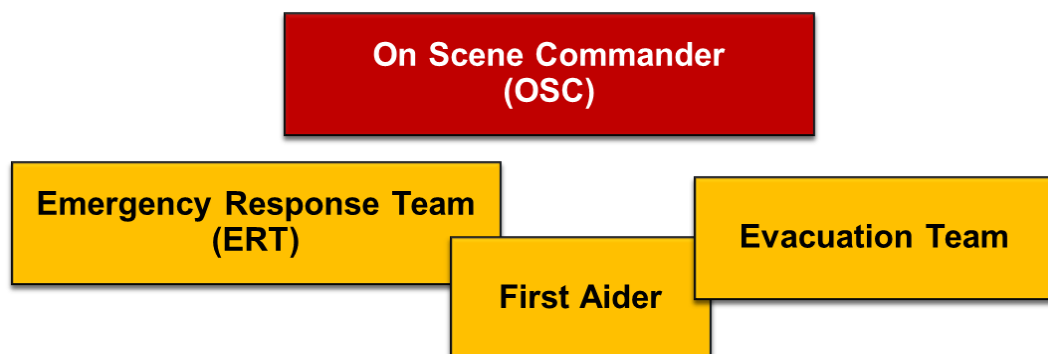 On Scene Commander
(OSC)
Emergency Response Team
(ERT)
First Aider
Evacuation Team